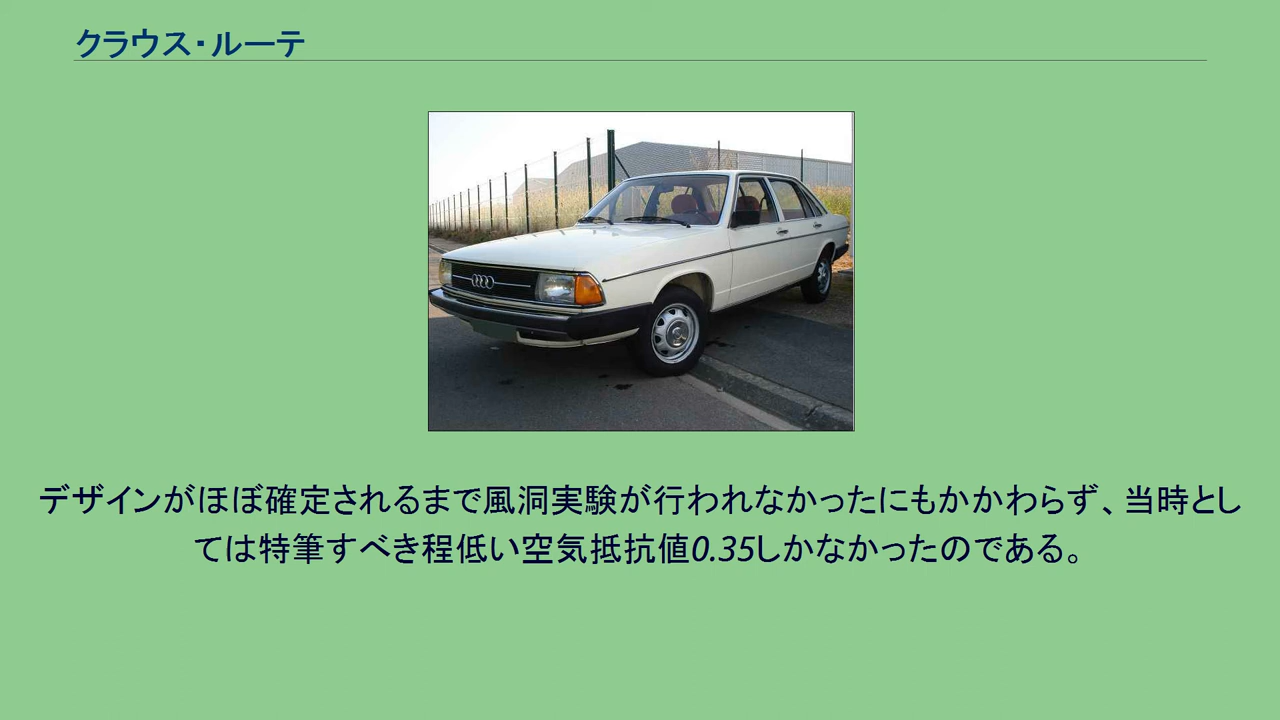 クラウス・ルーテ
デザインがほぼ確定されるまで風洞実験が行われなかったにもかかわらず、当時とし
ては特筆すべき程低い空気抵抗値0.35しかなかったのである。